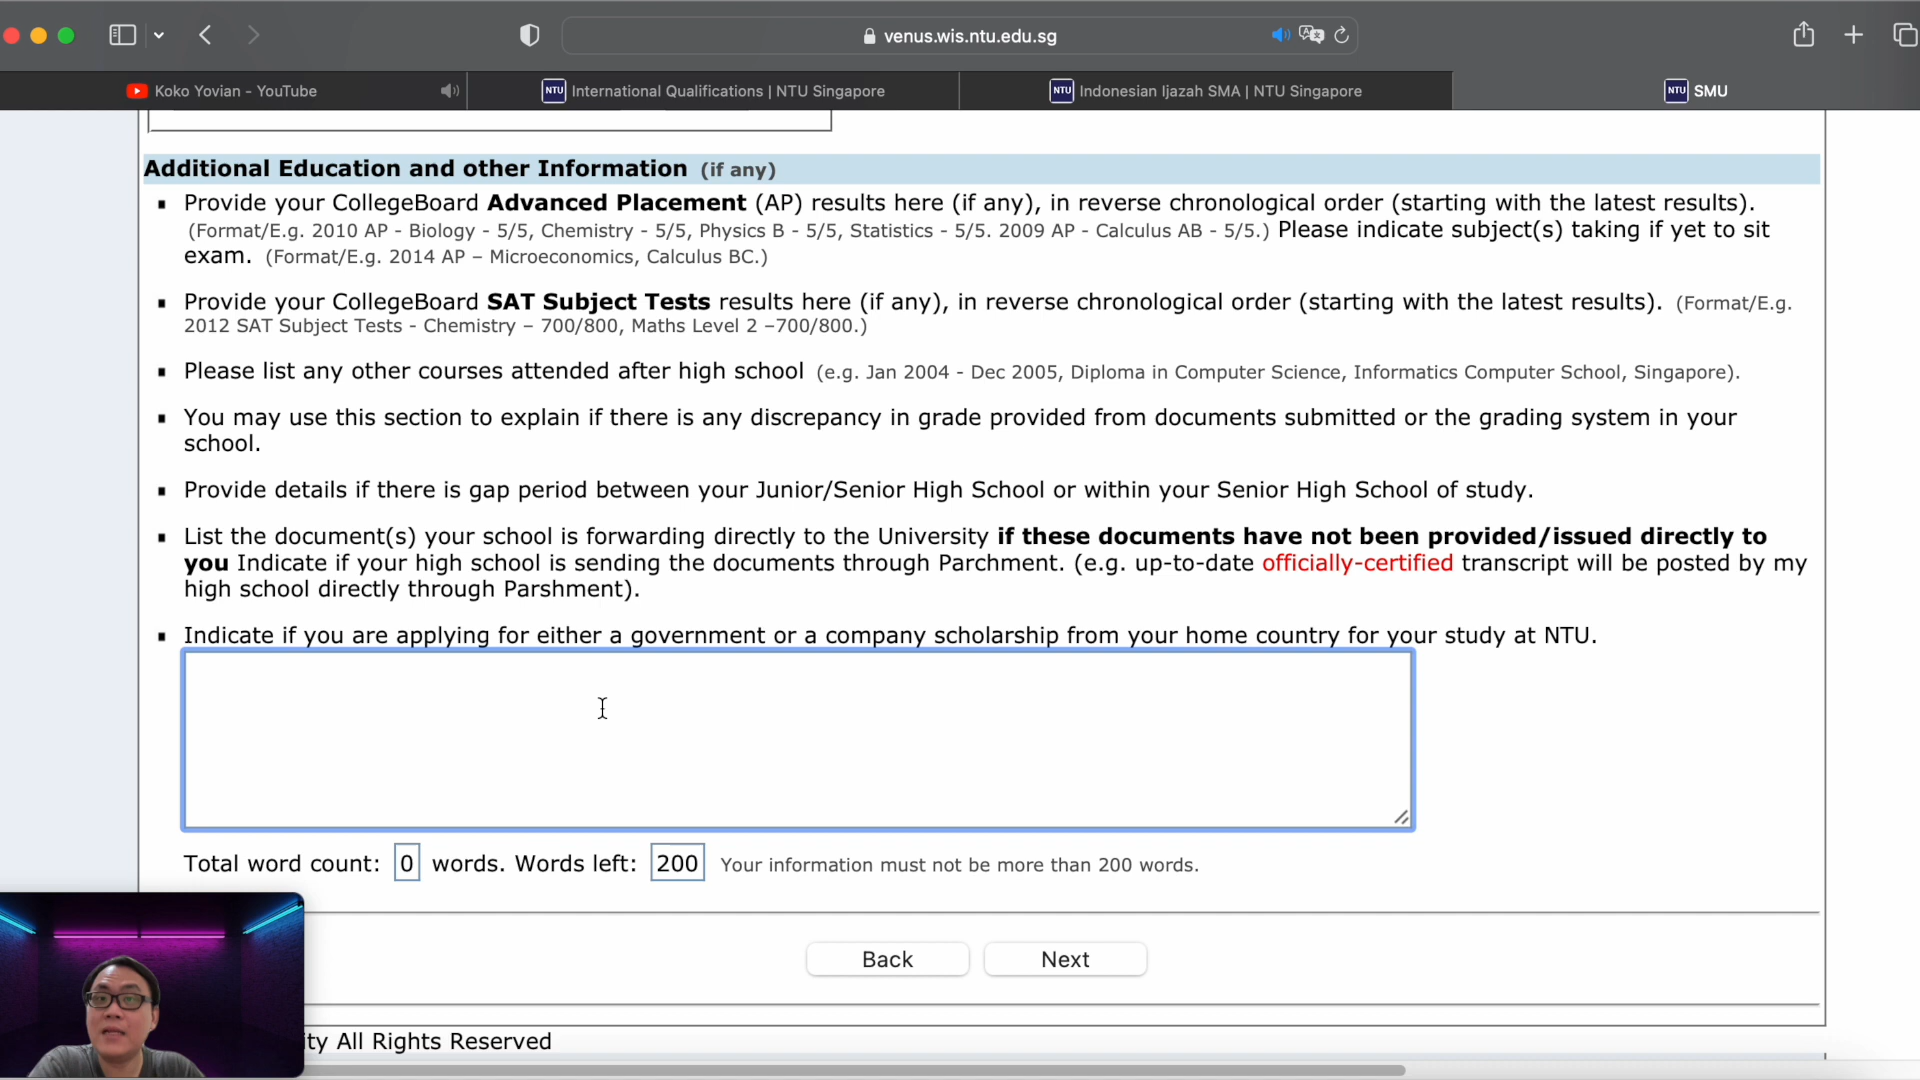 venus.wis.ntu.edu.sg
Koko Yovian - YouTube
NTU International Qualifications | NTU Singapore
NTU Indonesian Ijazah SMA | NTU Singapore
NTU SMU
Additional Education and other Information (if any)
▪ Provide your CollegeBoard Advanced Placement (AP) results here (if any), in reverse chronological order (starting with the latest results).
(Format/E.g. 2010 AP - Biology - 5/5, Chemistry - 5/5, Physics B - 5/5, Statistics - 5/5. 2009 AP - Calculus AB - 5/5.) Please indicate subject(s) taking if yet to sit
exam. (Format/E.g. 2014 AP – Microeconomics, Calculus BC.)
▪ Provide your CollegeBoard SAT Subject Tests results here (if any), in reverse chronological order (starting with the latest results). (Format/E.g.
2012 SAT Subject Tests - Chemistry – 700/800, Maths Level 2 –700/800.)
▪ Please list any other courses attended after high school (e.g. Jan 2004 - Dec 2005, Diploma in Computer Science, Informatics Computer School, Singapore).
▪ You may use this section to explain if there is any discrepancy in grade provided from documents submitted or the grading system in your
school.
▪ Provide details if there is gap period between your Junior/Senior High School or within your Senior High School of study.
▪ List the document(s) your school is forwarding directly to the University if these documents have not been provided/issued directly to
you Indicate if your high school is sending the documents through Parchment. (e.g. up-to-date officially-certified transcript will be posted by my
high school directly through Parshment).
▪ Indicate if you are applying for either a government or a company scholarship from your home country for your study at NTU.
Total word count: 0 words. Words left: 200 Your information must not be more than 200 words.
Back Next
ity All Rights Reserved